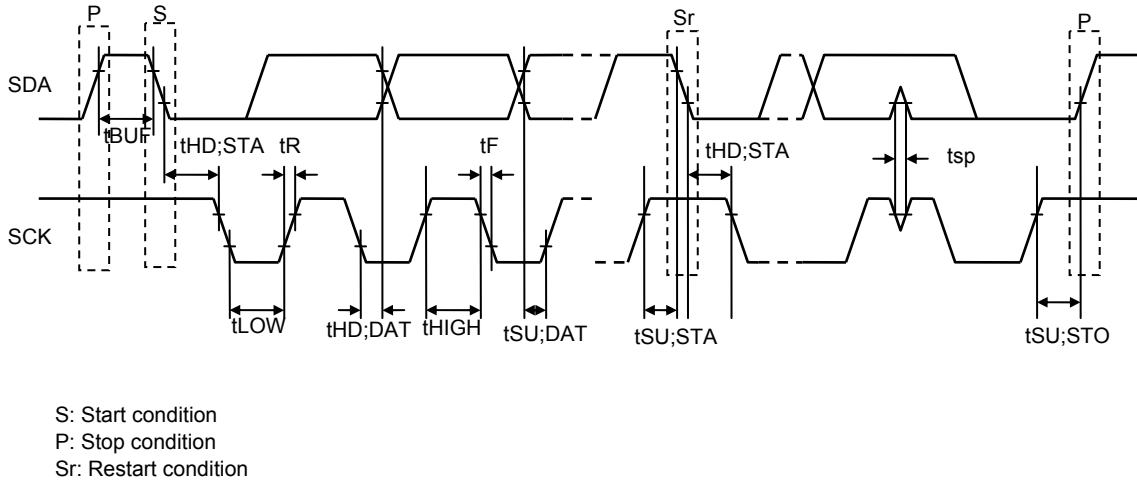 P S Sr P
SDA
tBUF
tHD;STA tR tF tHD;STA tsp
SCK
tLOW tHD;DAT tHIGH tSU;DAT tSU;STA tSU;STO
S: Start condition
P: Stop condition
Sr: Restart condition